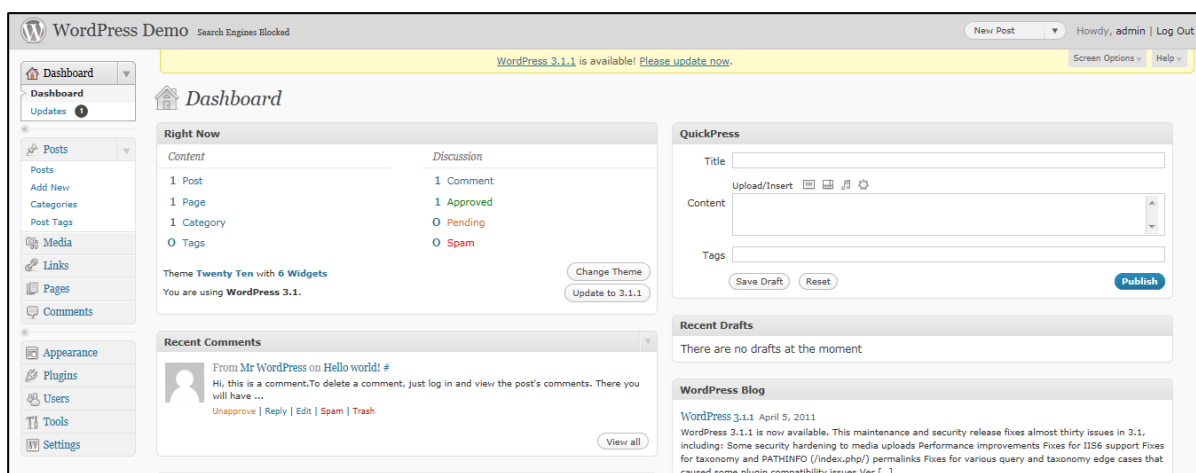 WordPress Demo Search Engines Blocked
New Post
Howdy, admin | Log Out
WordPress 3.1.1 is available! Please update now.
Screen Options
Help
Dashboard
Dashboard
Updates 1
Posts
Posts
Add New
Categories
Post Tags
Media
Links
Pages
Comments
Appearance
Plugins
Users
Tools
Settings
Dashboard
Right Now
Content
Discussion
1 Post
1 Comment
1 Page
1 Approved
1 Category
0 Pending
0 Tags
0 Spam
Theme Twenty Ten with 6 Widgets
Change Theme
You are using WordPress 3.1.
Update to 3.1.1
Recent Comments
From Mr WordPress on Hello world! #
Hi, this is a comment.To delete a comment, just log in and view the post's comments. There you
will have ...
Unapprove | Reply | Edit | Spam | Trash
View all
QuickPress
Title
Upload/Insert
Content
Tags
Save Draft
Reset
Publish
Recent Drafts
There are no drafts at the moment
WordPress Blog
WordPress 3.1.1 April 5, 2011
WordPress 3.1.1 is now available. This maintenance and security release fixes almost thirty issues in 3.1,
including: Some security hardening to media uploads Performance improvements Fixes for IIS6 support Fixes
for taxonomy and PATHINFO (/index.php/) permalinks Fixes for various query and taxonomy edge cases that
caused some plugin compatibility issues Ver [...]